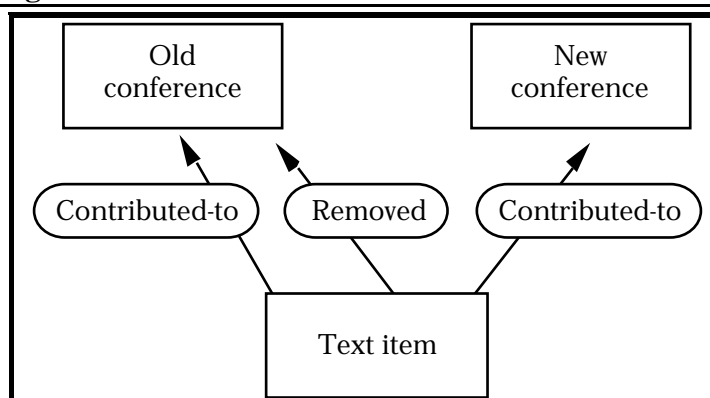 Old
conference
New
conference
Contributed-to
Removed
Contributed-to
Text item